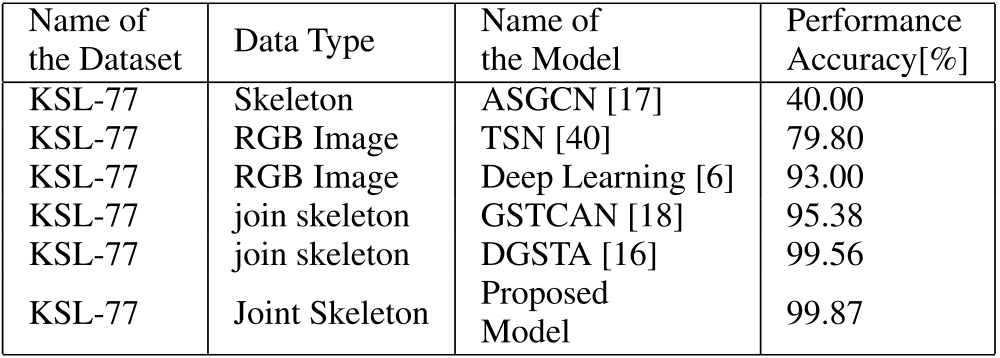 Name of the Dataset | Data Type | Name of the Model | Performance Accuracy[%]
KSL-77 | Skeleton | ASGCN [17] | 40.00
KSL-77 | RGB Image | TSN [40] | 79.80
KSL-77 | RGB Image | Deep Learning [6] | 93.00
KSL-77 | join skeleton | GSTCAN [18] | 95.38
KSL-77 | join skeleton | DGSTA [16] | 99.56
KSL-77 | Joint Skeleton | Proposed Model | 99.87